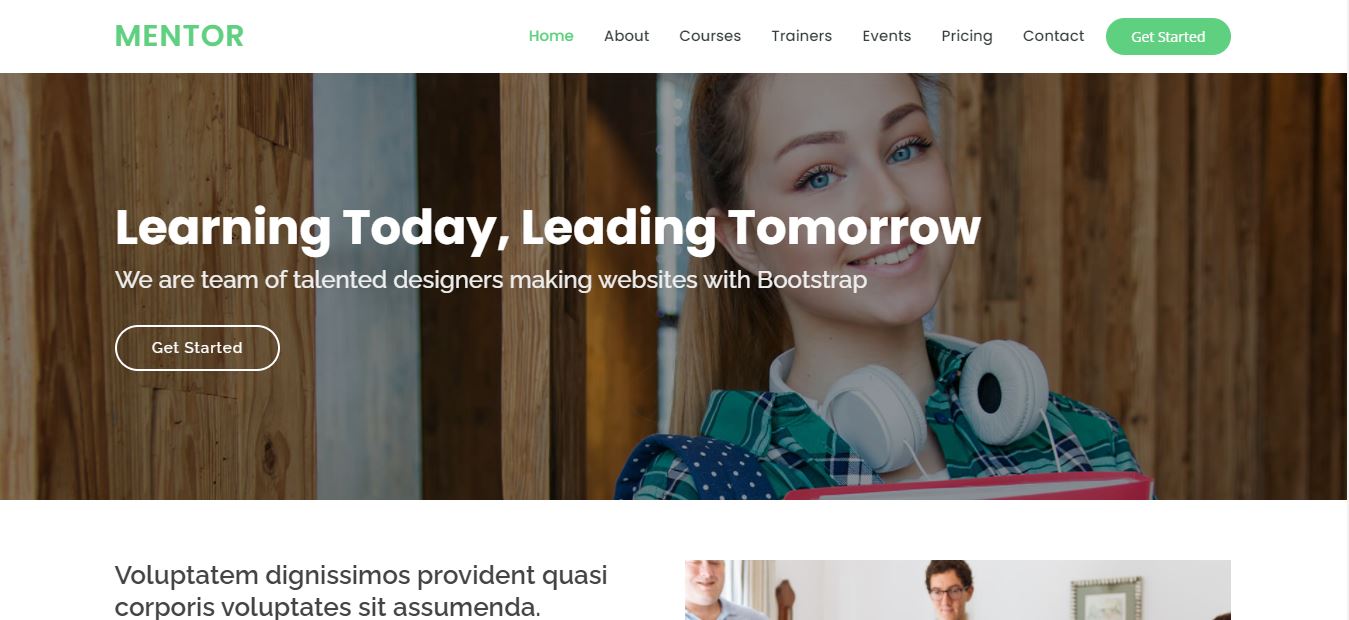 MENTOR
Home About Courses Trainers Events Pricing Contact Get Started
Learning Today, Leading Tomorrow
We are team of talented designers making websites with Bootstrap
Get Started
Voluptatem dignissimos provident quasi
corporis voluptates sit assumenda.